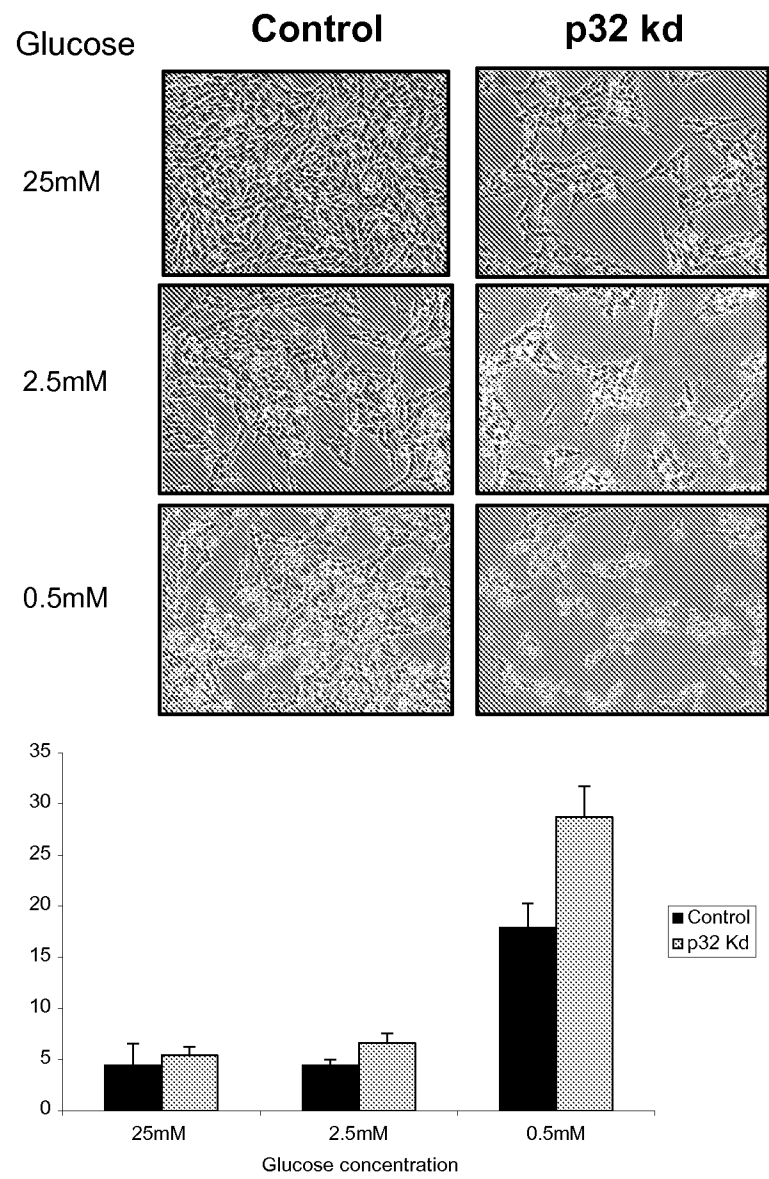 Glucose
Control
p32 kd
25mM
2.5mM
0.5mM
35
30
25
20
15
10
5
0
25mM
2.5mM
0.5mM
Glucose concentration
Control
p32 Kd